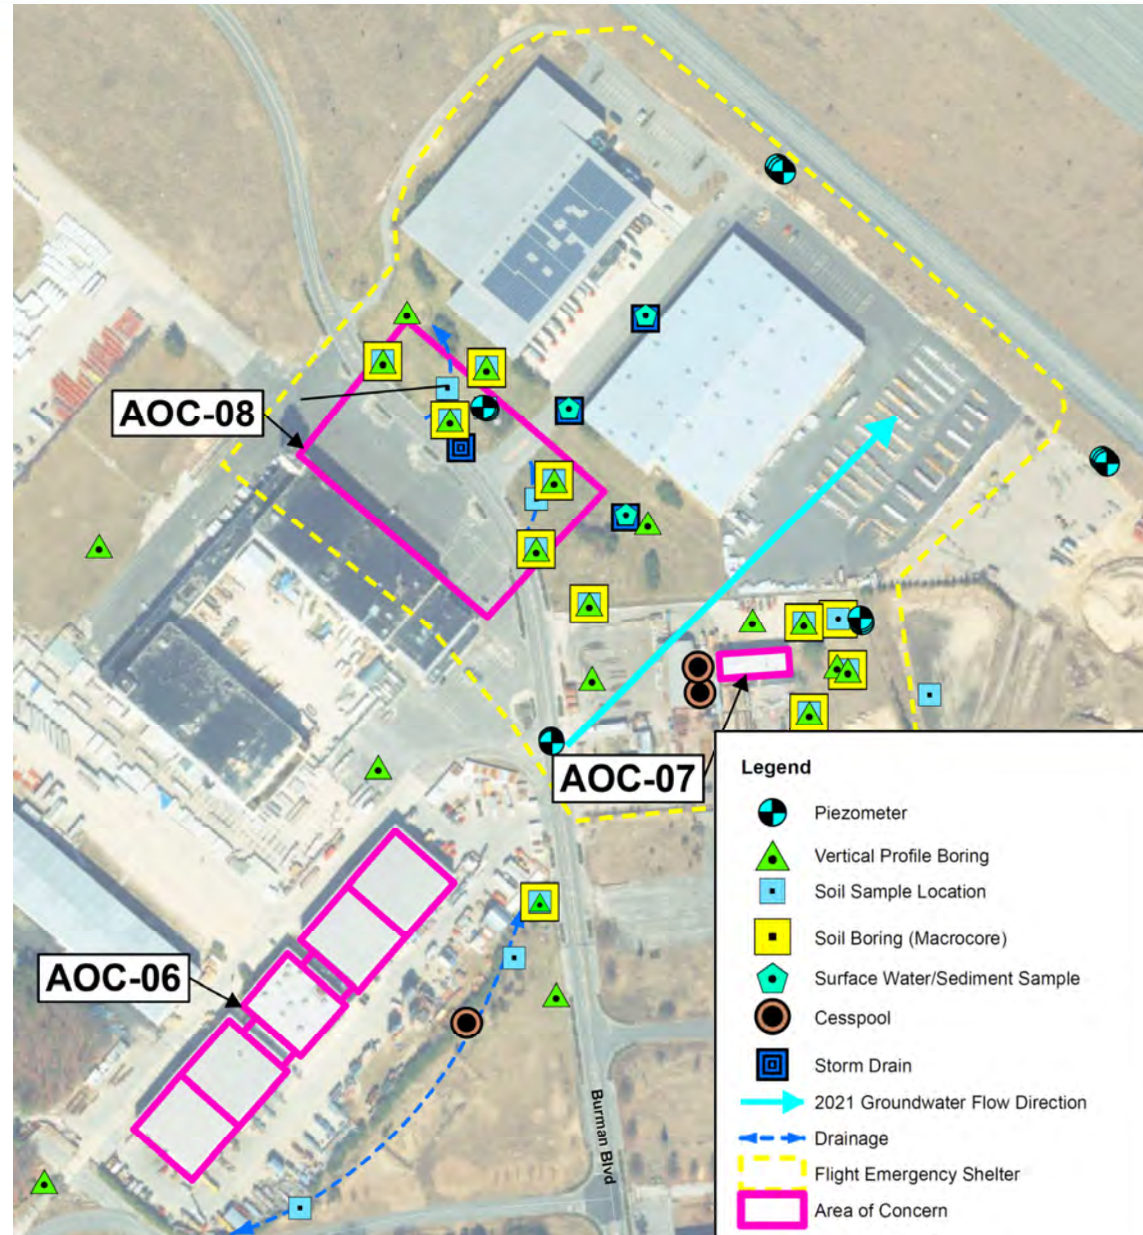 AOC-08
AOC-07
AOC-06
Burman Blvd
Legend
Piezometer
Vertical Profile Boring
Soil Sample Location
Soil Boring (Macrocore)
Surface Water/Sediment Sample
Cesspool
Storm Drain
2021 Groundwater Flow Direction
Drainage
Flight Emergency Shelter
Area of Concern